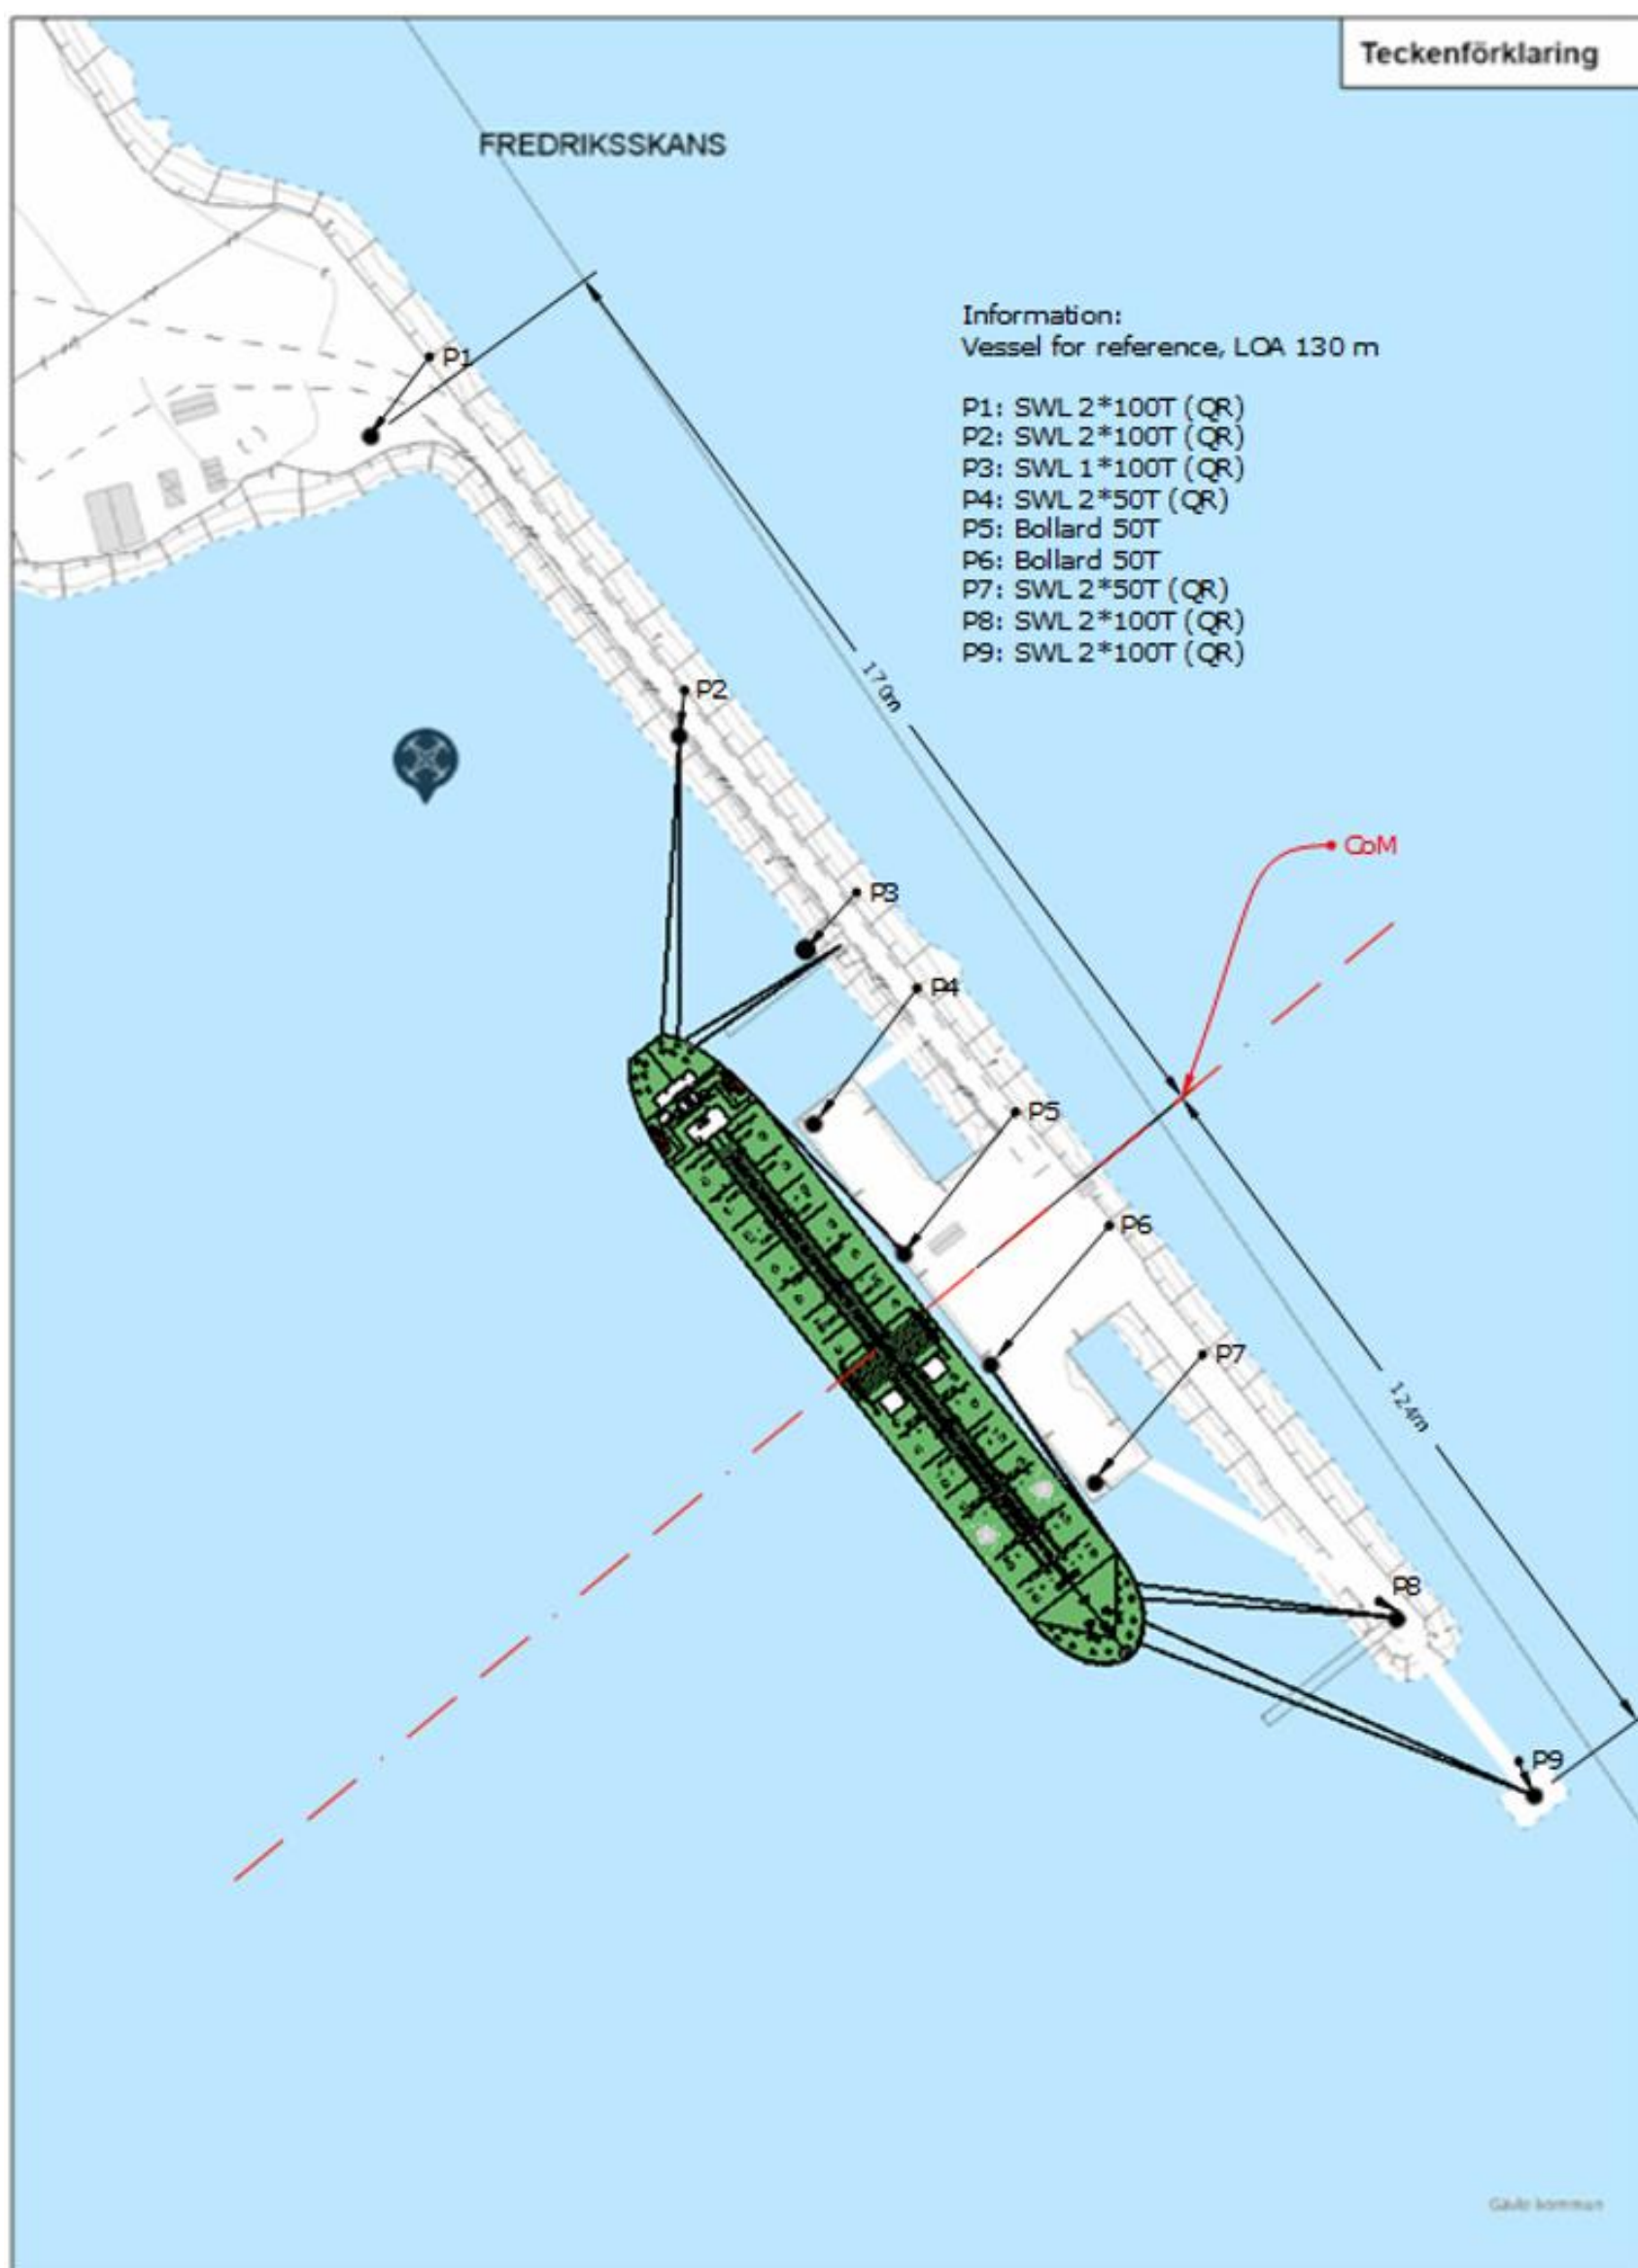 Teckenförklaring
FREDRIKSSKANS
Information:
Vessel for reference, LOA 130 m
P1: SWL 2*100T (QR)
P2: SWL 2*100T (QR)
P3: SWL 1*100T (QR)
P4: SWL 2*50T (QR)
P5: Bollard 50T
P6: Bollard 50T
P7: SWL 2*50T (QR)
P8: SWL 2*100T (QR)
P9: SWL 2*100T (QR)
P1
170m
P2
CoM
P3
P4
P5
P6
P7
124m
P8
P9
Gävle kommun